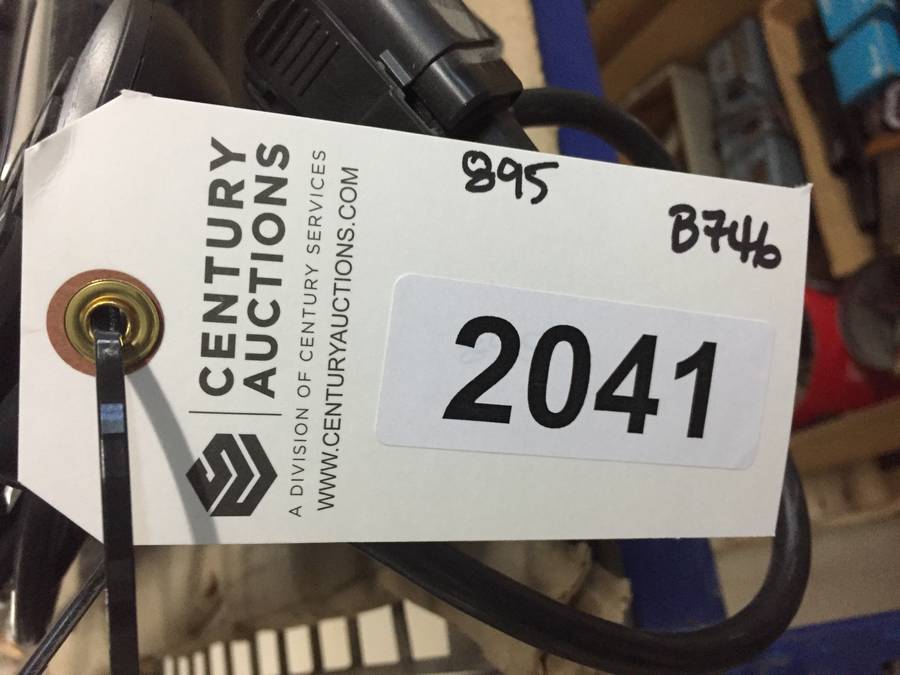 CENTURY
AUCTIONS
A DIVISION OF CENTURY SERVICES
WWW.CENTURYAUCTIONS.COM
895
B746
2041